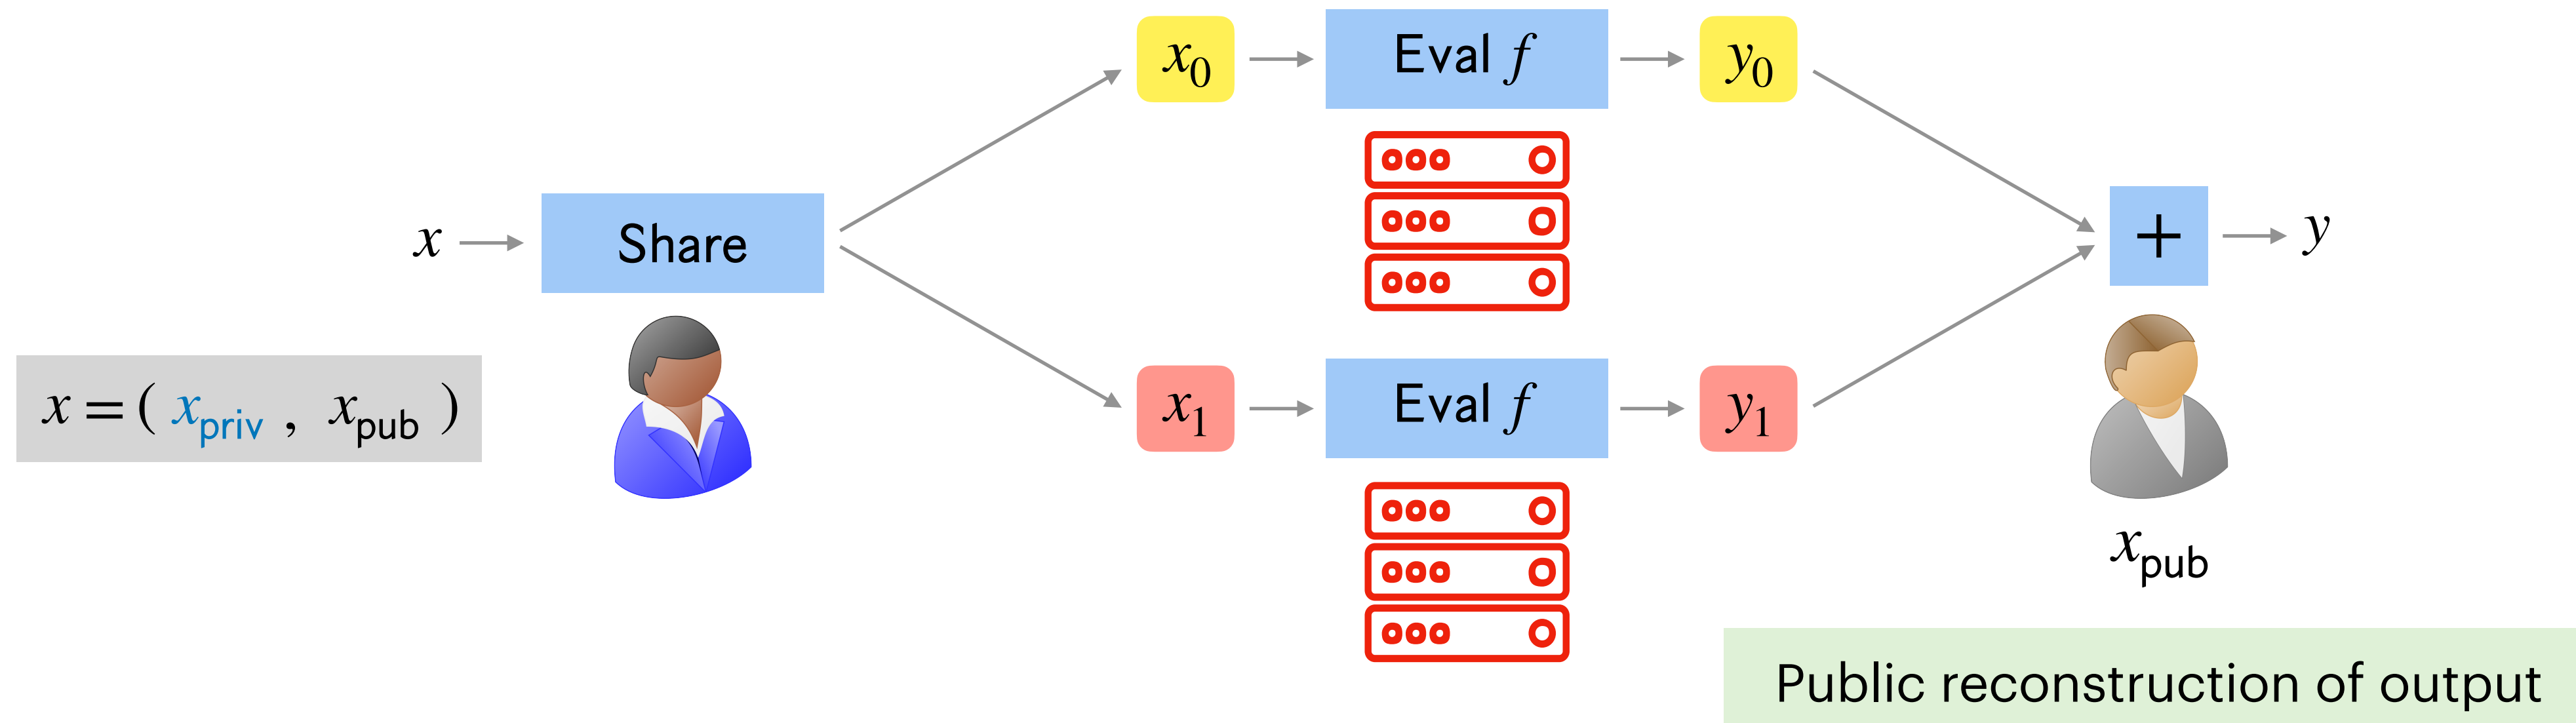 x₀
Eval f
y₀
x
Share
+
y
x = ( x_priv , x_pub )
x₁
Eval f
y₁
x_pub
Public reconstruction of output